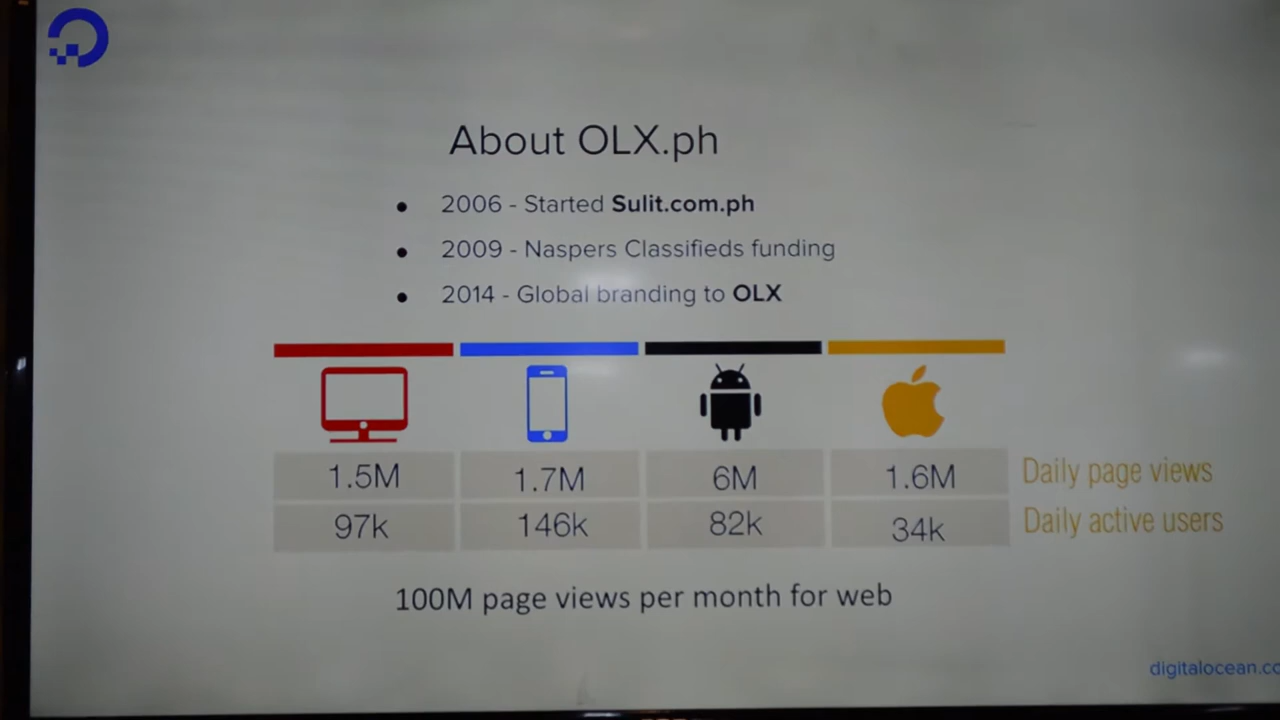 About OLX.ph
• 2006 - Started Sulit.com.ph
• 2009 - Naspers Classifieds funding
• 2014 - Global branding to OLX
1.5M 1.7M 6M 1.6M Daily page views
97k 146k 82k 34k Daily active users
100M page views per month for web
digitalocean.co